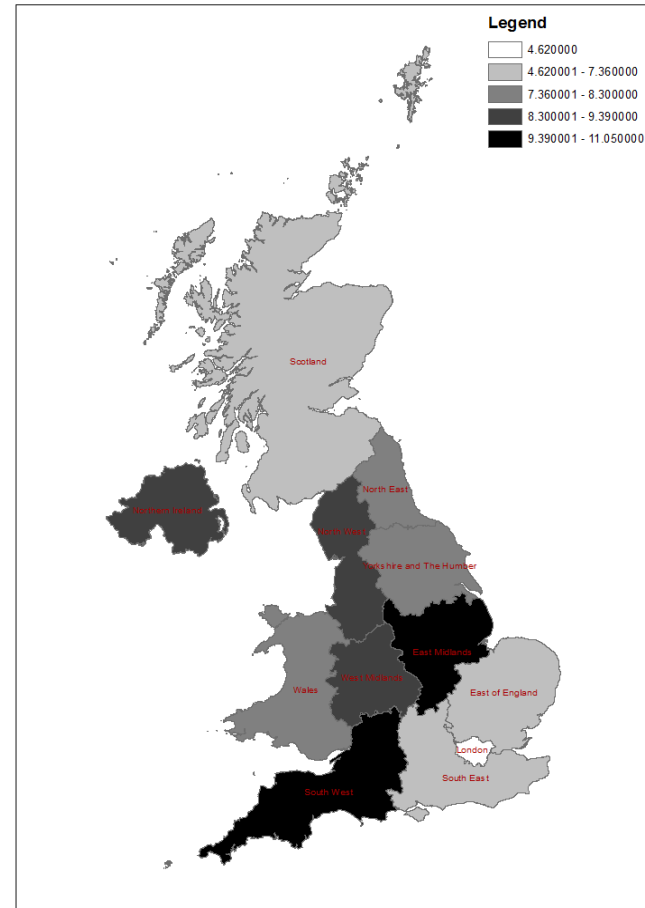 Legend
4.620000
4.620001 - 7.360000
7.360001 - 8.300000
8.300001 - 9.390000
9.390001 - 11.050000
Scotland
North East
Northern Ireland
North West
Yorkshire and The Humber
East Midlands
West Midlands
Wales
East of England
London
South East
South West